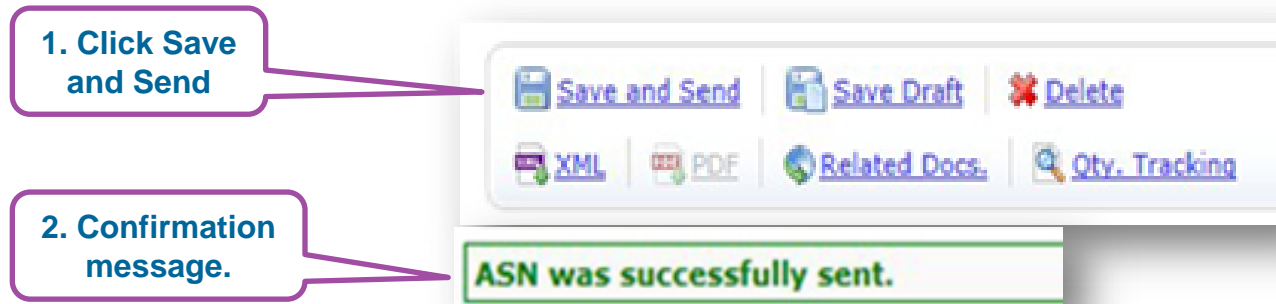 1. Click Save
and Send
Save and Send Save Draft Delete
XML PDF Related Docs. Qty. Tracking
2. Confirmation
message.
ASN was successfully sent.